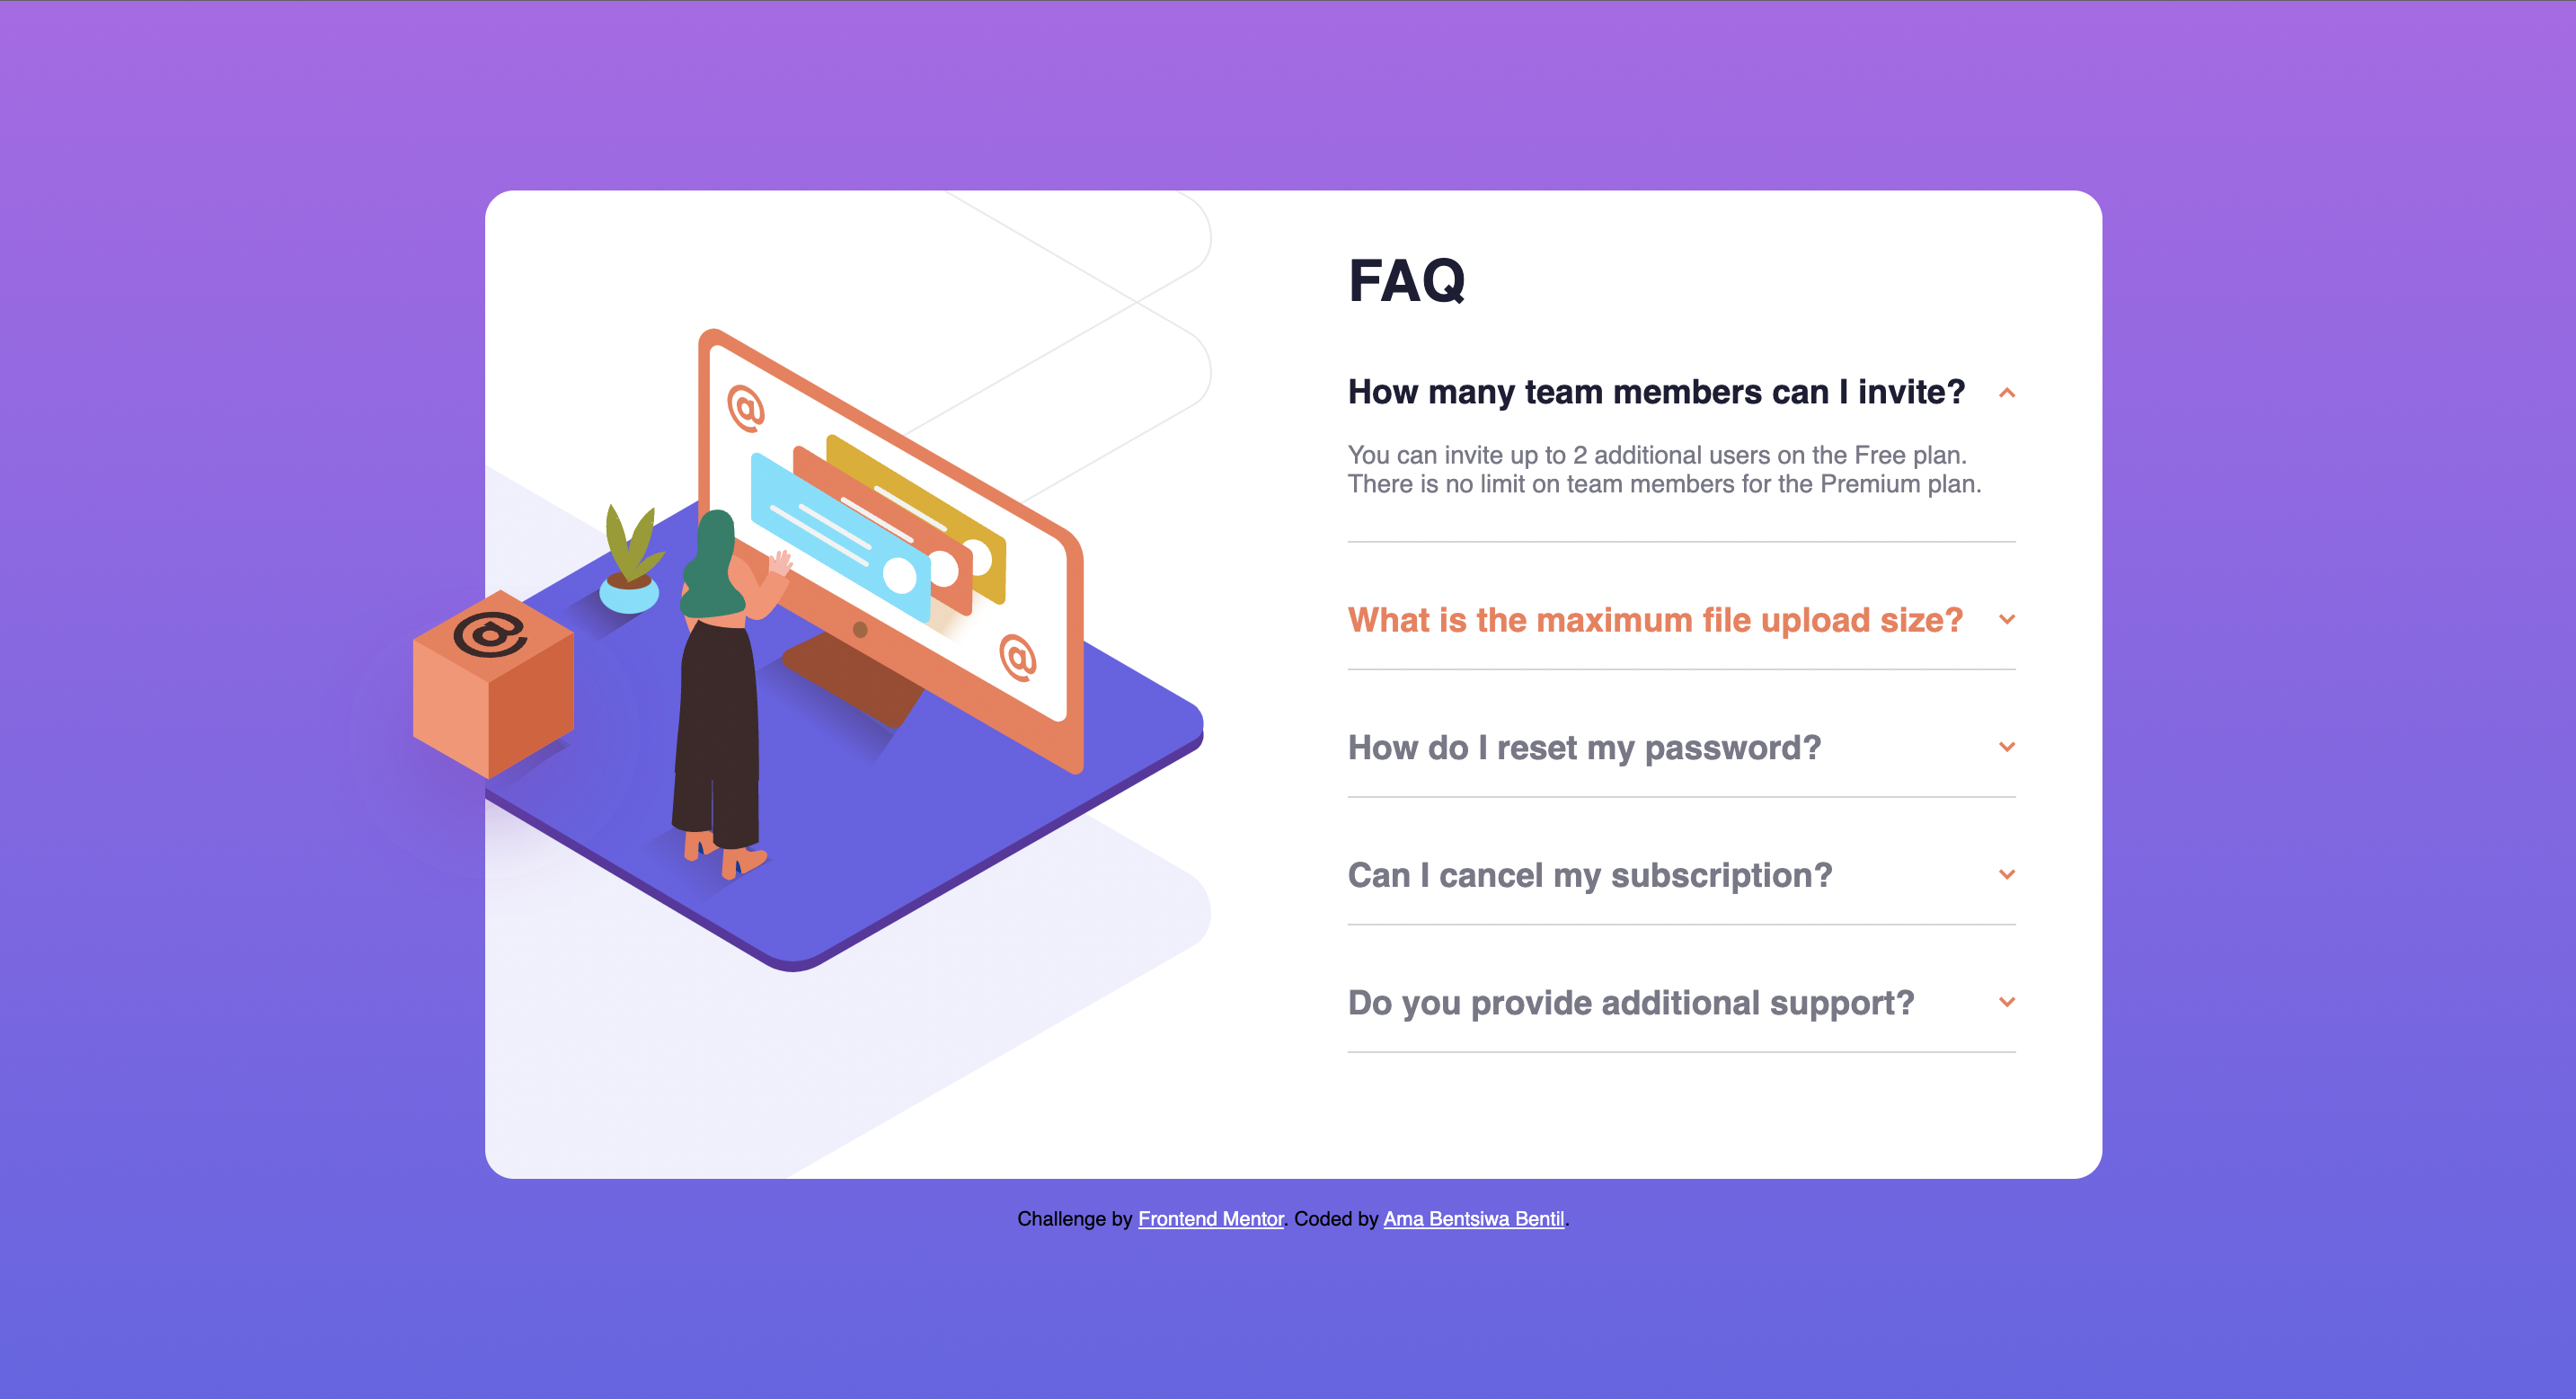 FAQ
How many team members can I invite?
You can invite up to 2 additional users on the Free plan.
There is no limit on team members for the Premium plan.
What is the maximum file upload size?
How do I reset my password?
Can I cancel my subscription?
Do you provide additional support?
@
@
@
Challenge by Frontend Mentor. Coded by Ama Bentsiwa Bentil.